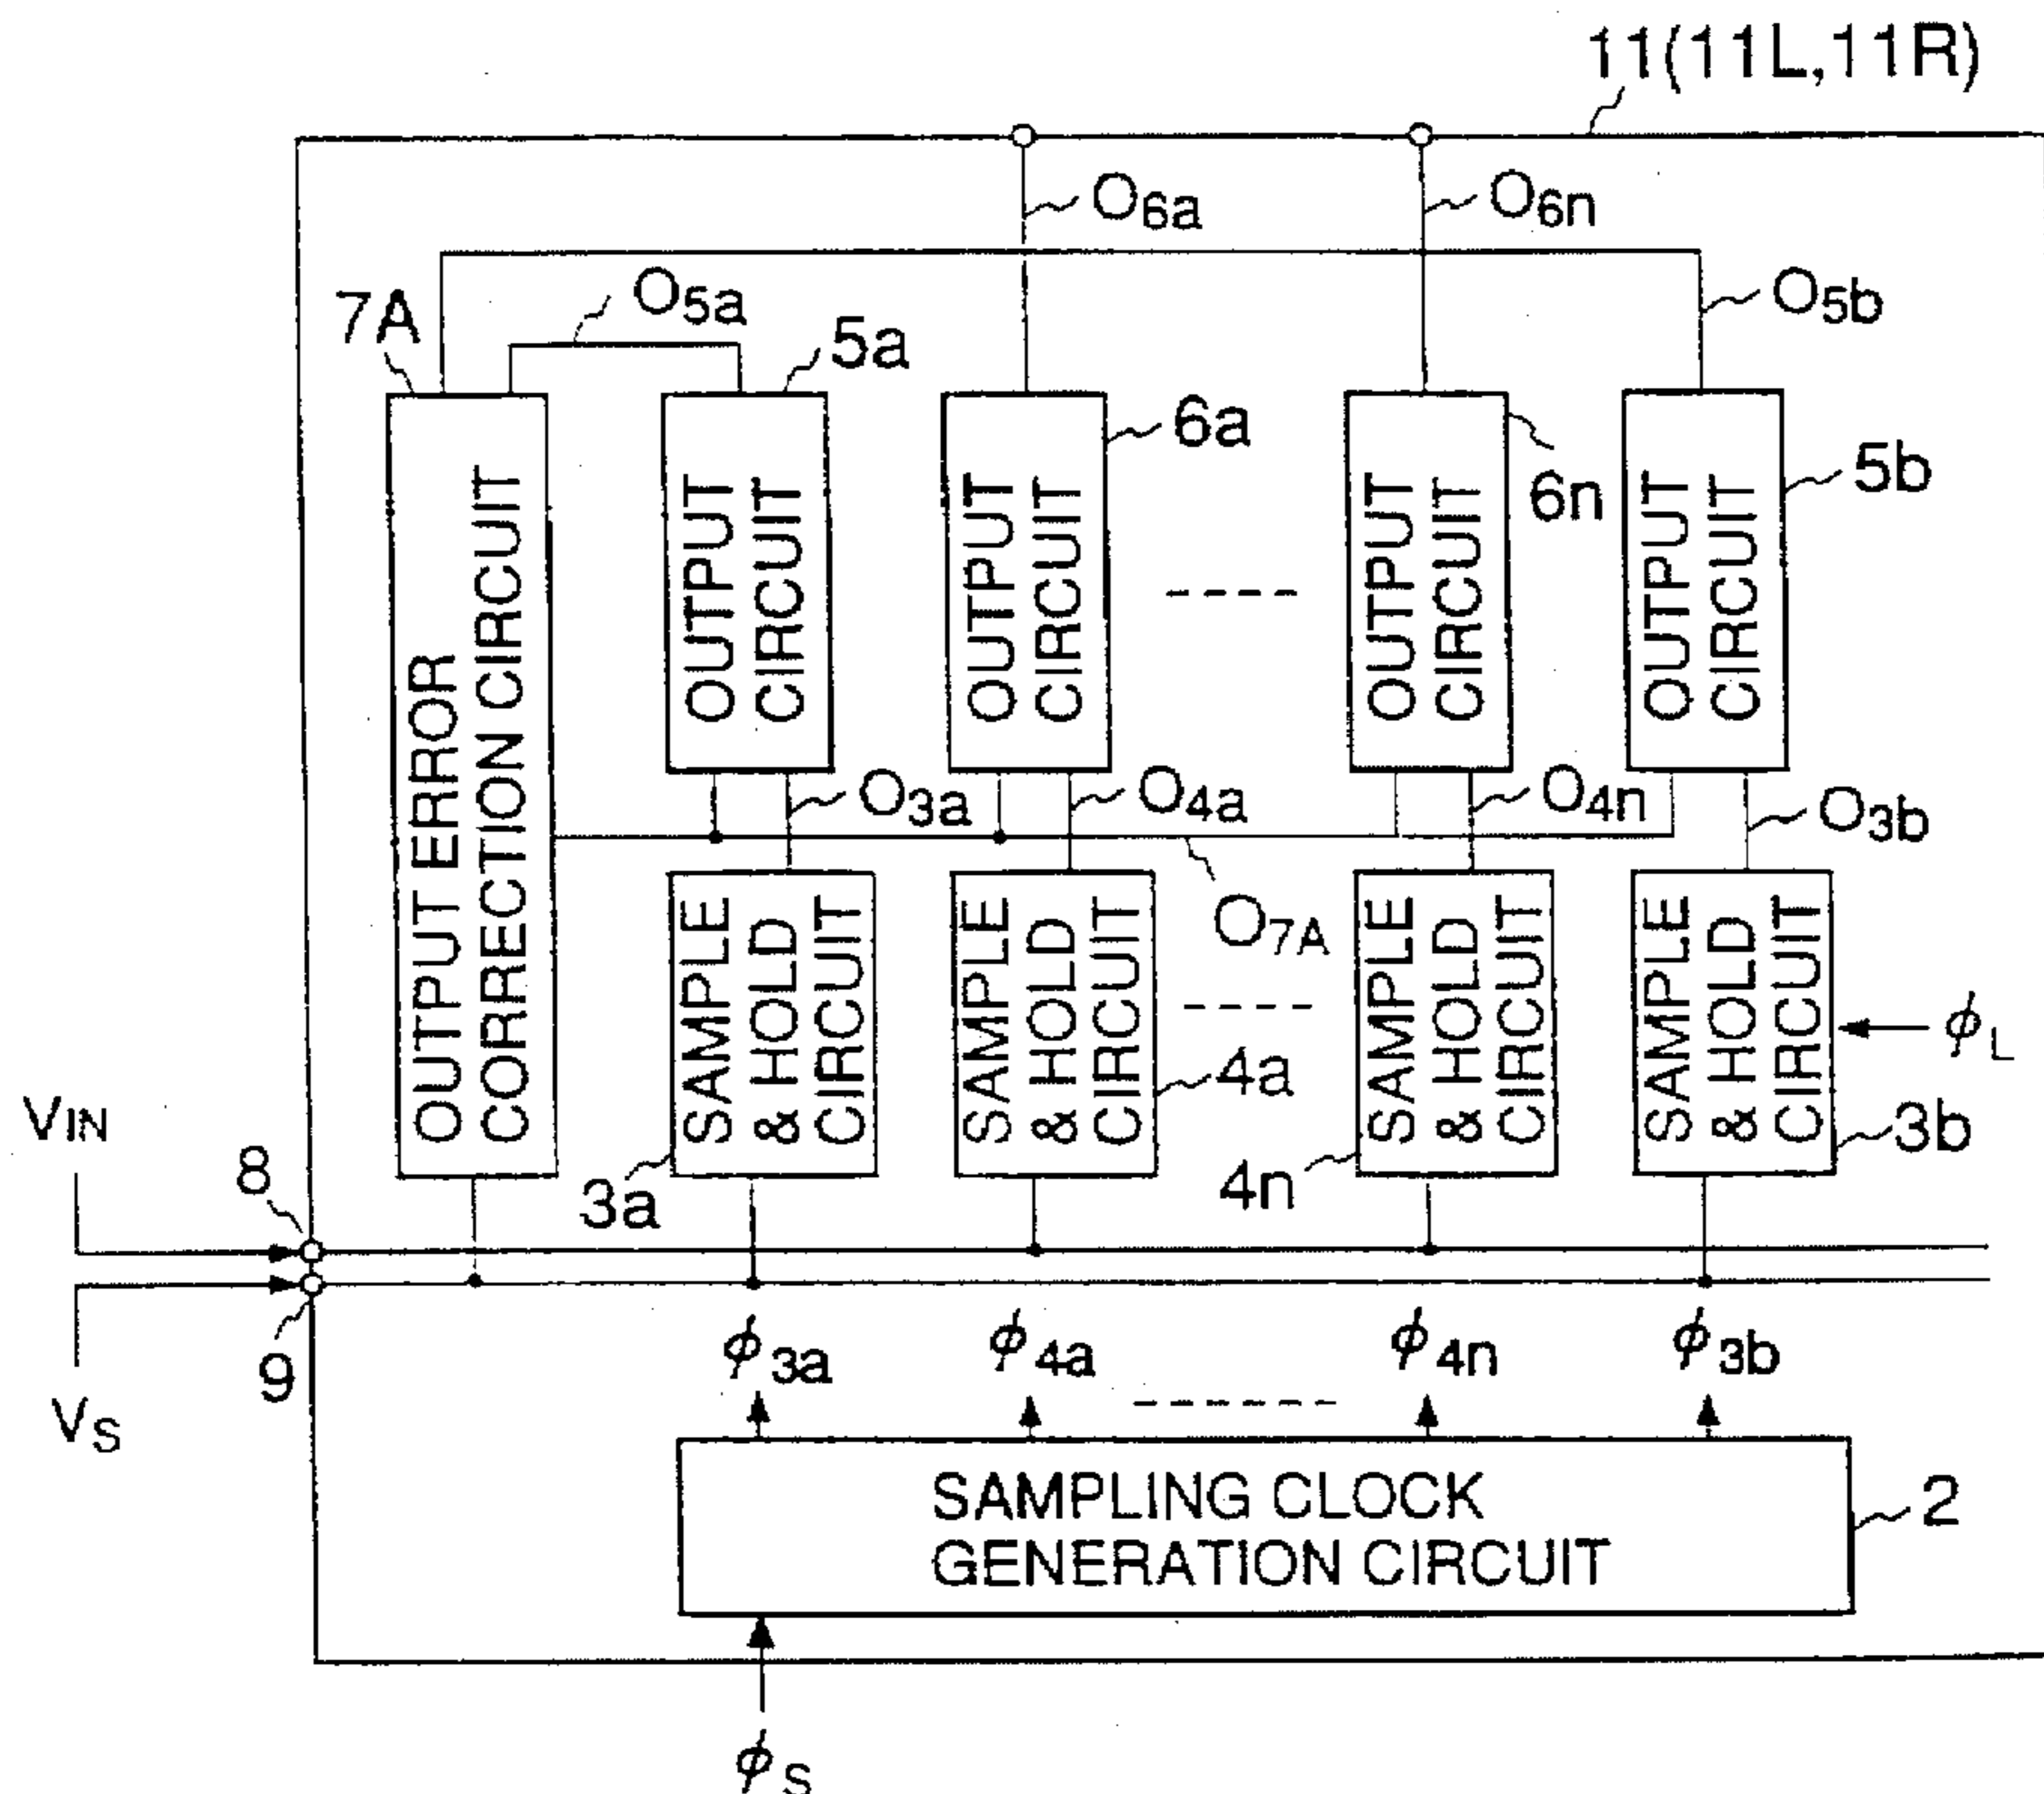 11(11L,11R)
O6a
O6n
O5a
O5b
7A
5a
6a
6n
5b
OUTPUT ERROR
CORRECTION CIRCUIT
OUTPUT
CIRCUIT
OUTPUT
CIRCUIT
OUTPUT
CIRCUIT
OUTPUT
CIRCUIT
O3a
O4a
O4n
O3b
O7A
SAMPLE
& HOLD
CIRCUIT
SAMPLE
& HOLD
CIRCUIT
SAMPLE
& HOLD
CIRCUIT
SAMPLE
& HOLD
CIRCUIT
ϕL
3a
4a
4n
3b
VIN
8
9
VS
ϕ3a
ϕ4a
ϕ4n
ϕ3b
SAMPLING CLOCK
GENERATION CIRCUIT
2
ϕS